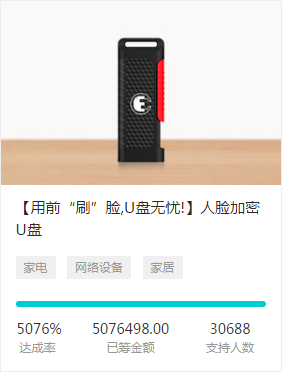 【用前“刷”脸,U盘无忧!】人脸加密
U盘
家电 网络设备 家居
5076% 5076498.00 30688
达成率 已筹金额 支持人数